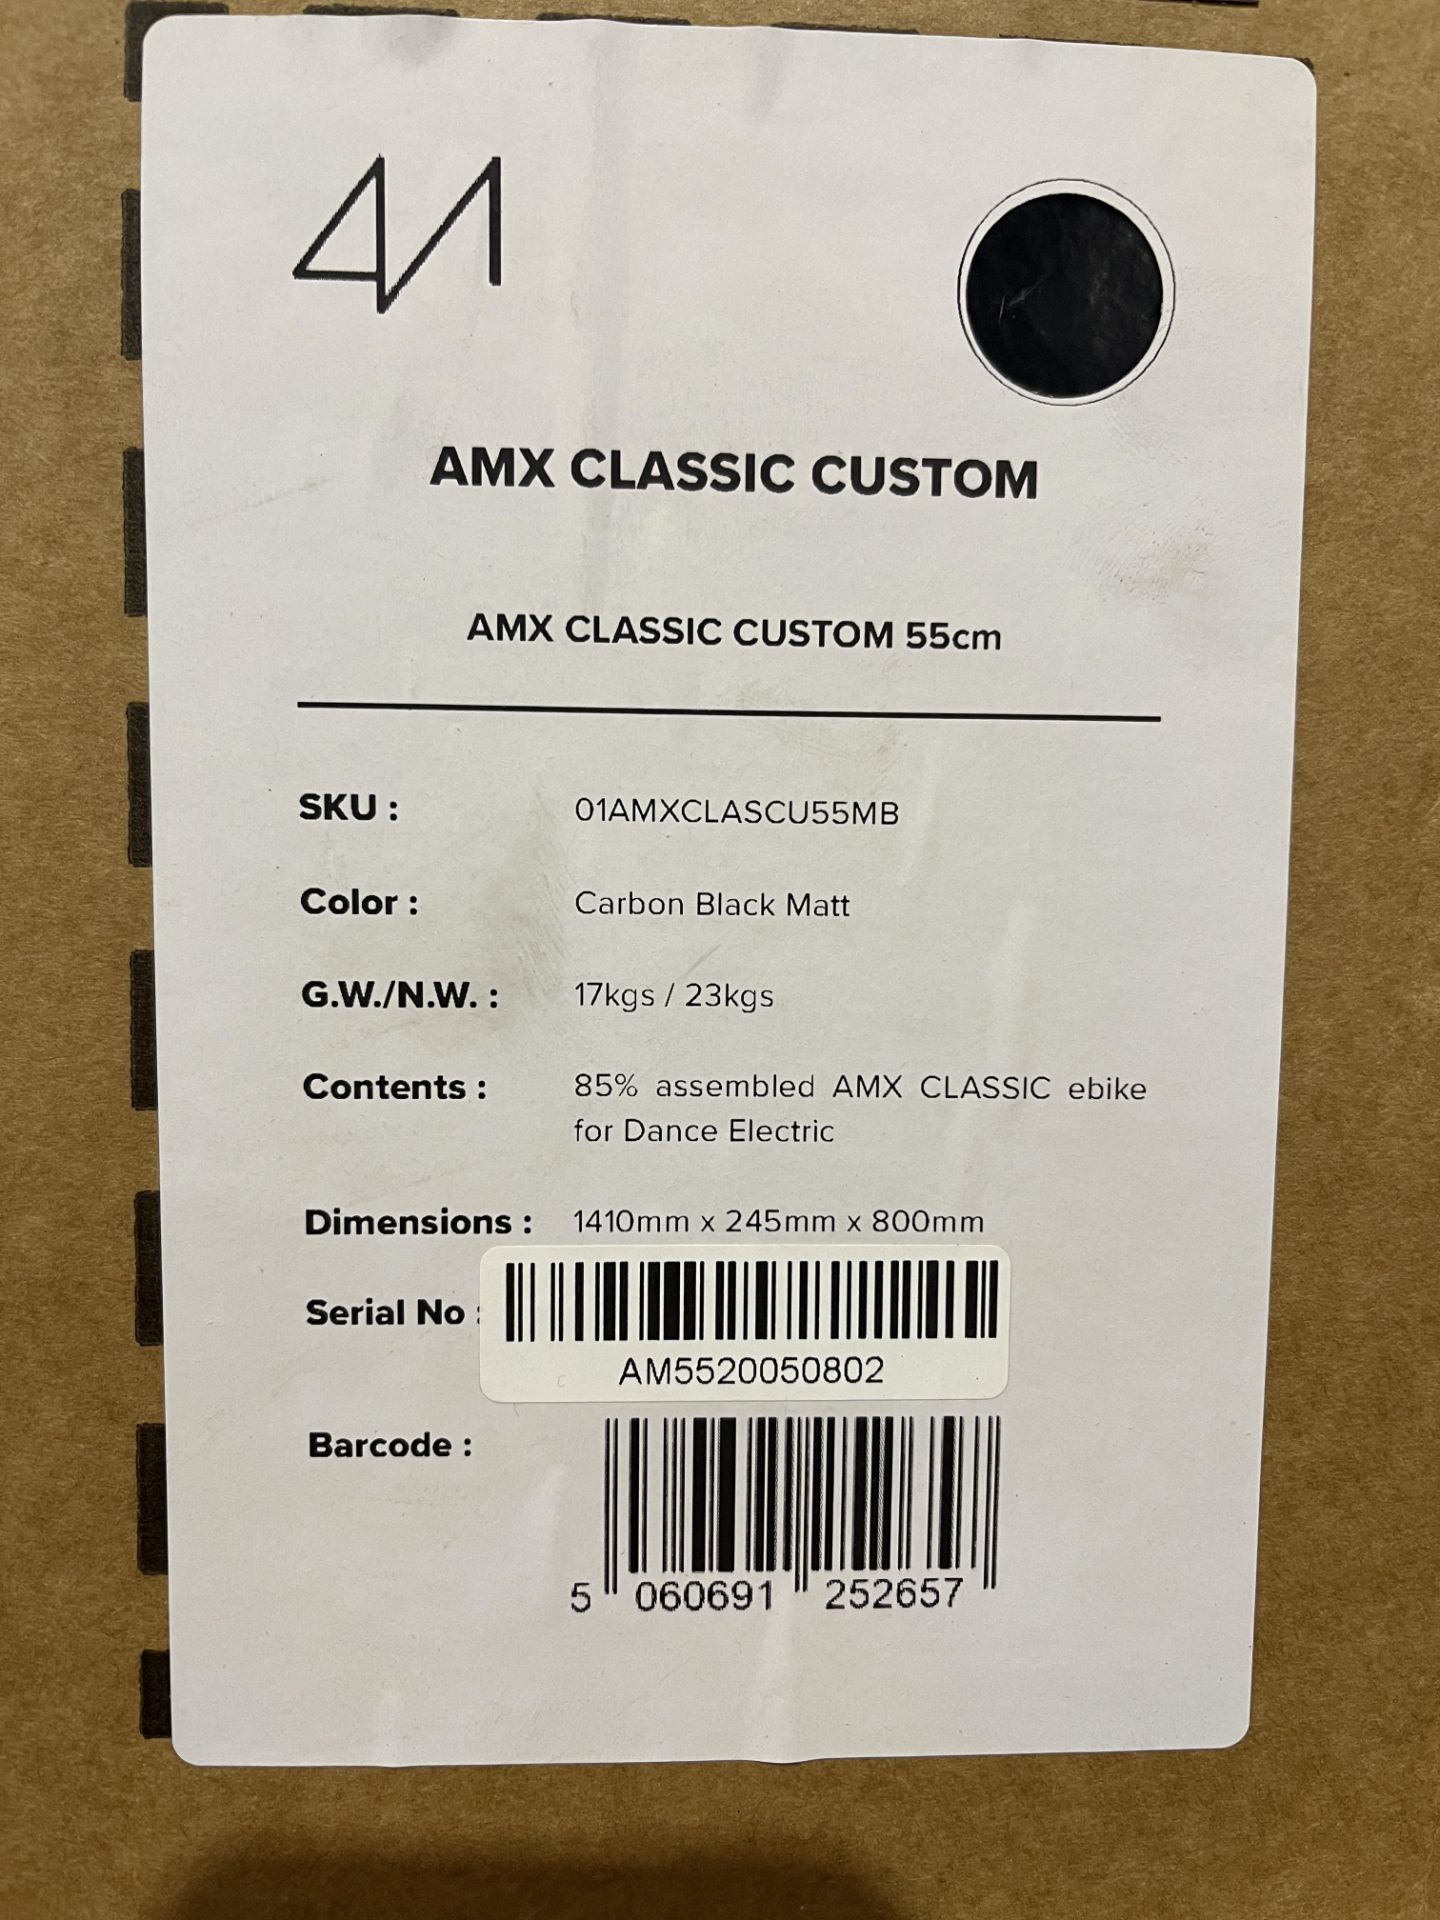 AMX CLASSIC CUSTOM
AMX CLASSIC CUSTOM 55cm
SKU : 01AMXCLASCU55MB
Color : Carbon Black Matt
G.W./N.W. : 17kgs / 23kgs
Contents : 85% assembled AMX CLASSIC ebike
for Dance Electric
Dimensions : 1410mm x 245mm x 800mm
Serial No :
AM5520050802
Barcode :
5 060691 252657